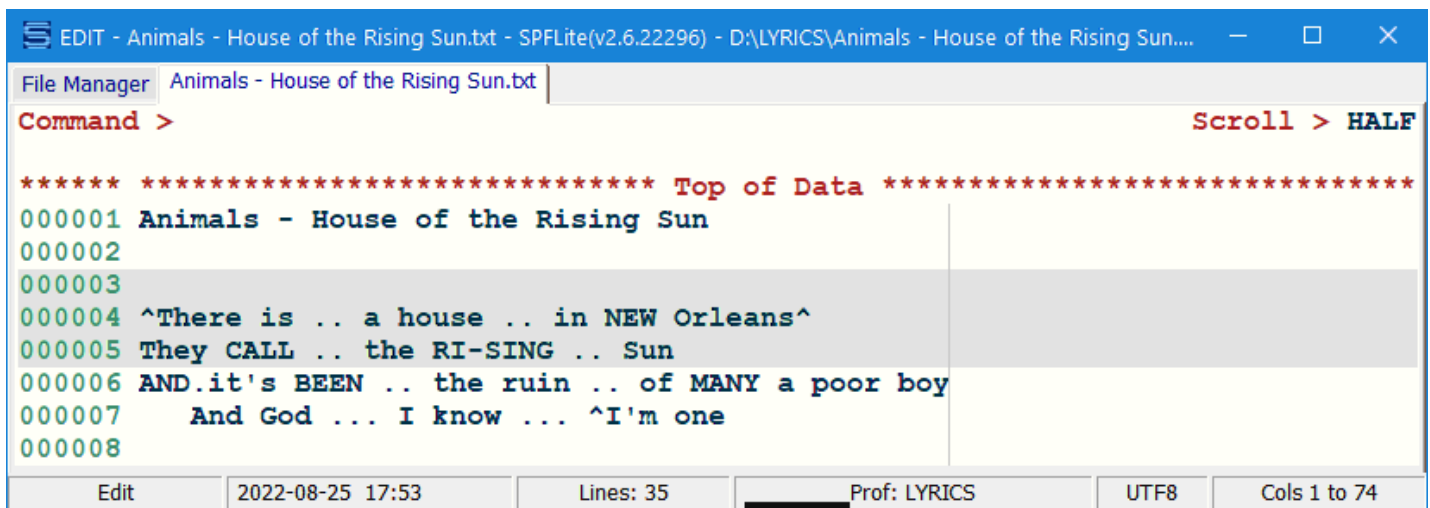 EDIT - Animals - House of the Rising Sun.txt - SPFLite(v2.6.22296) - D:\LYRICS\Animals - House of the Rising Sun....
File Manager Animals - House of the Rising Sun.txt
Command > Scroll > HALF
****** ****************************** Top of Data *******************************
000001 Animals - House of the Rising Sun
000002
000003
000004 ^There is .. a house .. in NEW Orleans^
000005 They CALL .. the RI-SING .. Sun
000006 AND.it's BEEN .. the ruin .. of MANY a poor boy
000007    And God ... I know ... ^I'm one
000008
Edit 2022-08-25 17:53 Lines: 35 Prof: LYRICS UTF8 Cols 1 to 74